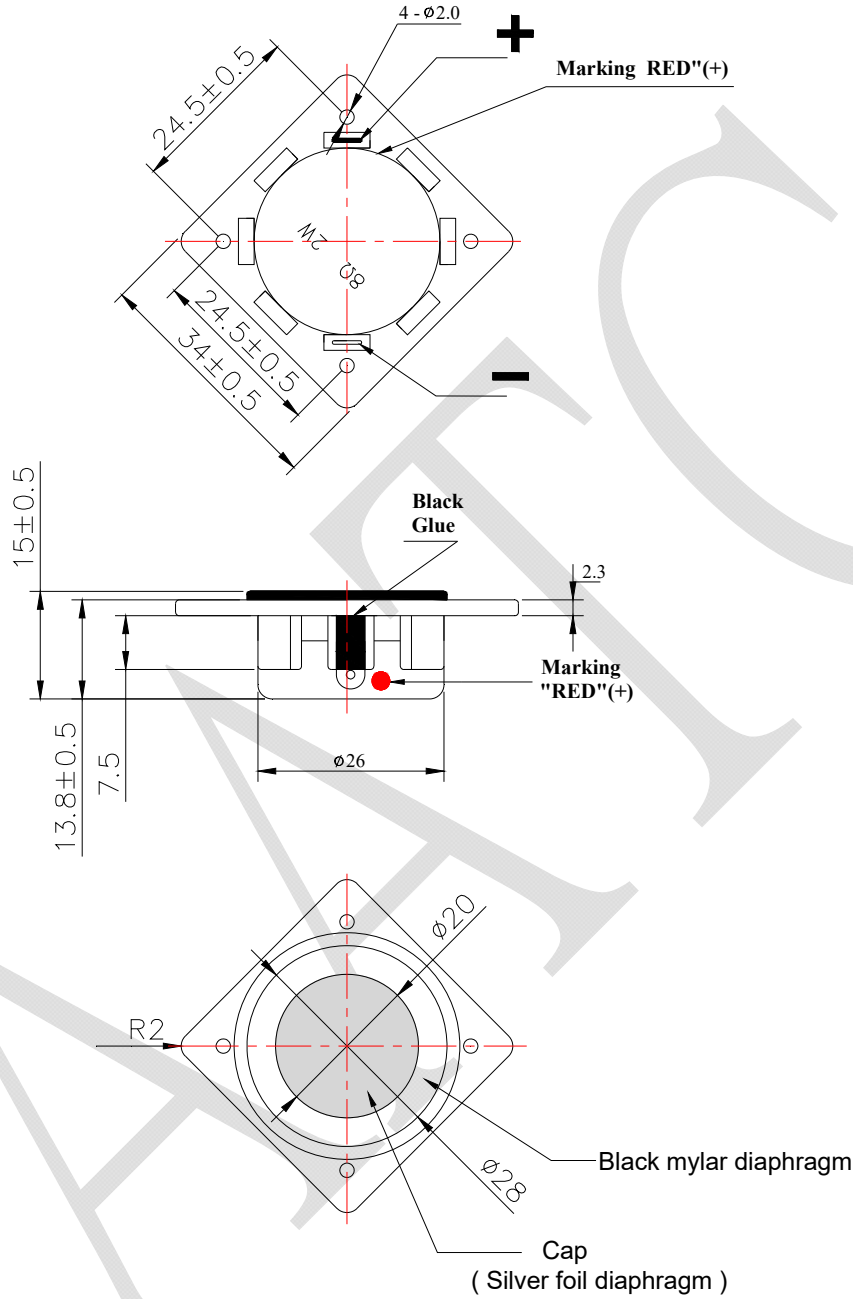 4 - ø2.0
+
Marking RED"(+)
24.5±0.5
2W
8Ω
24.5±0.5
34±0.5
−
15±0.5
Black
Glue
2.3
Marking
"RED"(+)
ø26
7.5
13.8±0.5
ø20
R2
Black mylar diaphragm
ø28
Cap
( Silver foil diaphragm )